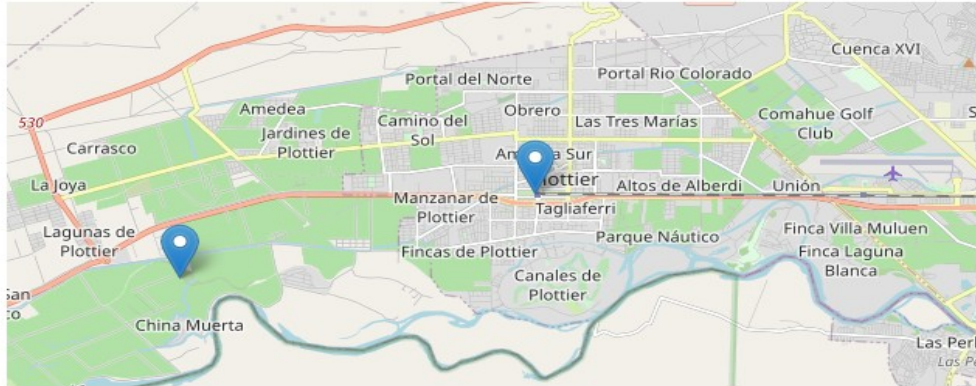 Cuenca XVI
Portal del Norte
Portal Rio Colorado
530
Amedea
Obrero
Camino del
Sol
Las Tres Marías
Comahue Golf
Club
Jardines de
Plottier
Carrasco
La Joya
Altos de Alberdi
Unión
Manzanar de
Plottier
Tagliaferri
Lagunas de
Plottier
Parque Náutico
Finca Villa Muluen
Fincas de Plottier
Finca Laguna
Blanca
Canales de
Plottier
China Muerta